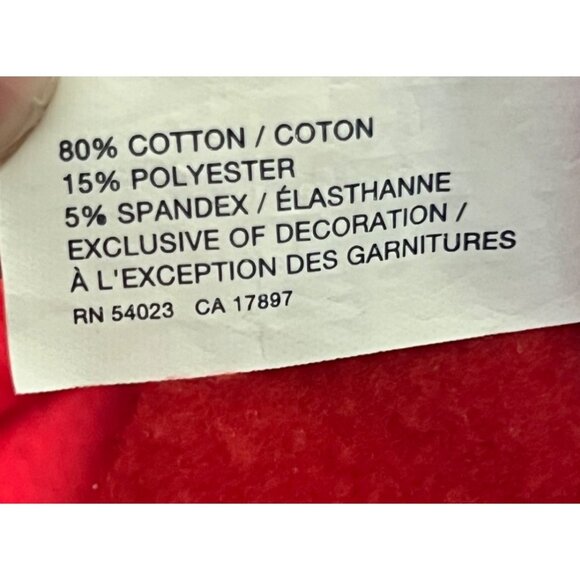 80% COTTON / COTON
15% POLYESTER
5% SPANDEX / ÉLASTHANNE
EXCLUSIVE OF DECORATION /
À L'EXCEPTION DES GARNITURES
RN 54023 CA 17897